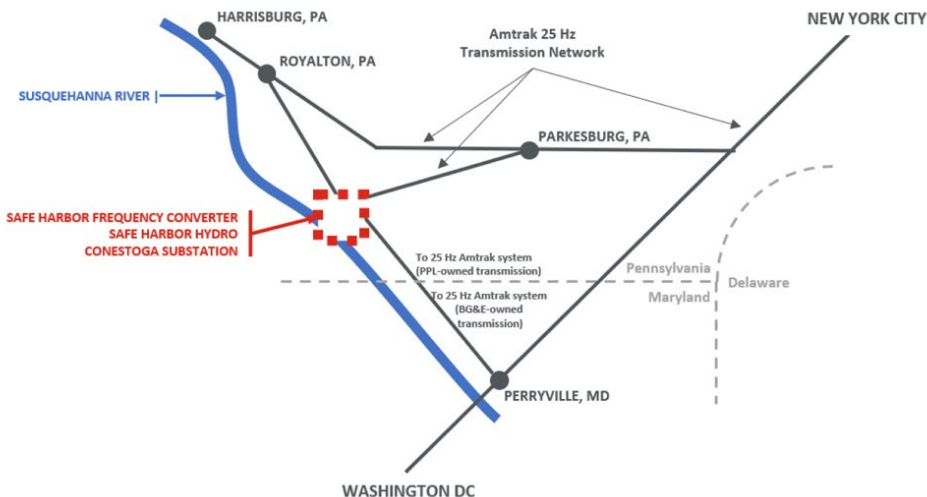 HARRISBURG, PA
NEW YORK CITY
Amtrak 25 Hz
Transmission Network
ROYALTON, PA
SUSQUEHANNA RIVER |
PARKESBURG, PA
SAFE HARBOR FREQUENCY CONVERTER
SAFE HARBOR HYDRO
CONESTOGA SUBSTATION
To 25 Hz Amtrak system
(PPL-owned transmission)
Pennsylvania
Maryland
Delaware
To 25 Hz Amtrak system
(BG&E-owned
transmission)
PERRYVILLE, MD
WASHINGTON DC